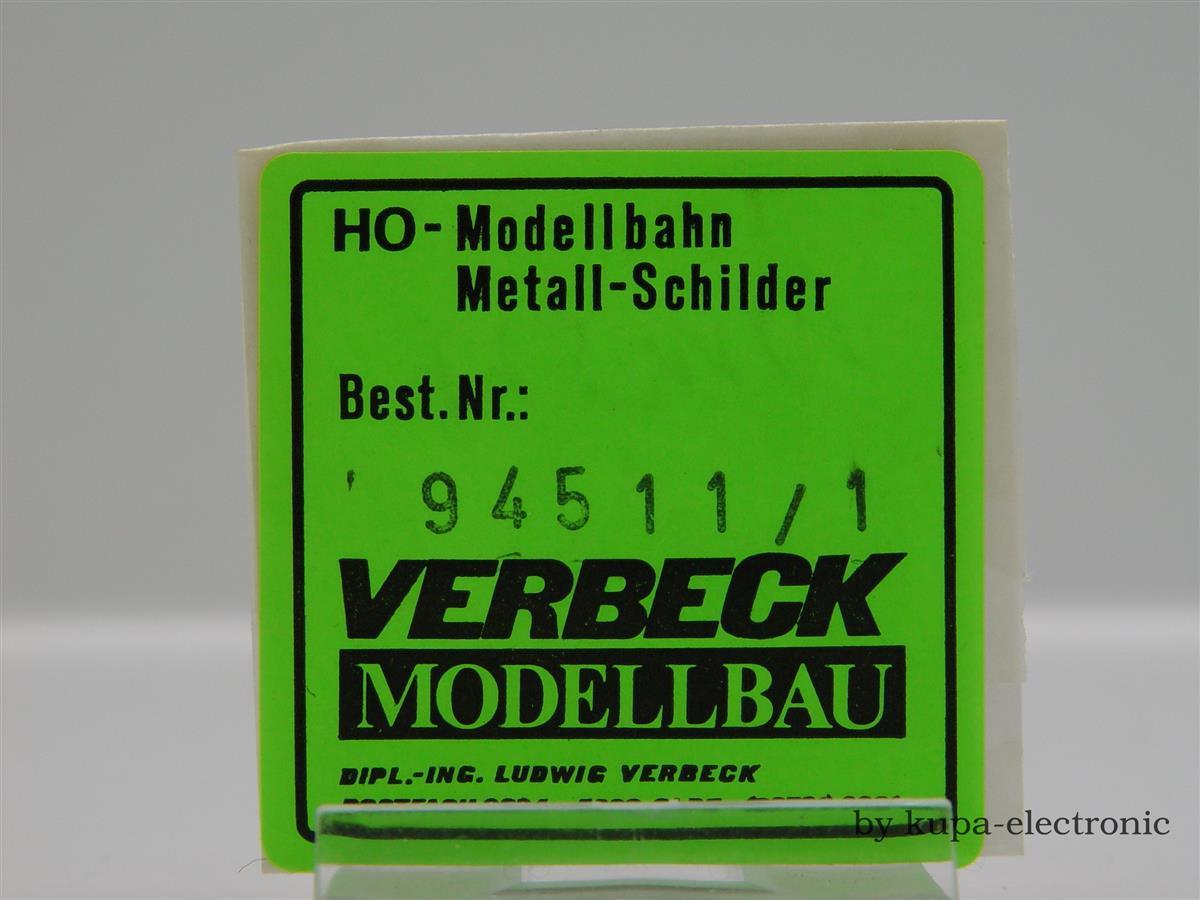 HO-Modellbahn
Metall-Schilder
Best.Nr.:
94511/1
VERBECK
MODELLBAU
DIPL.-ING. LUDWIG VERBECK
by kupa-electronic